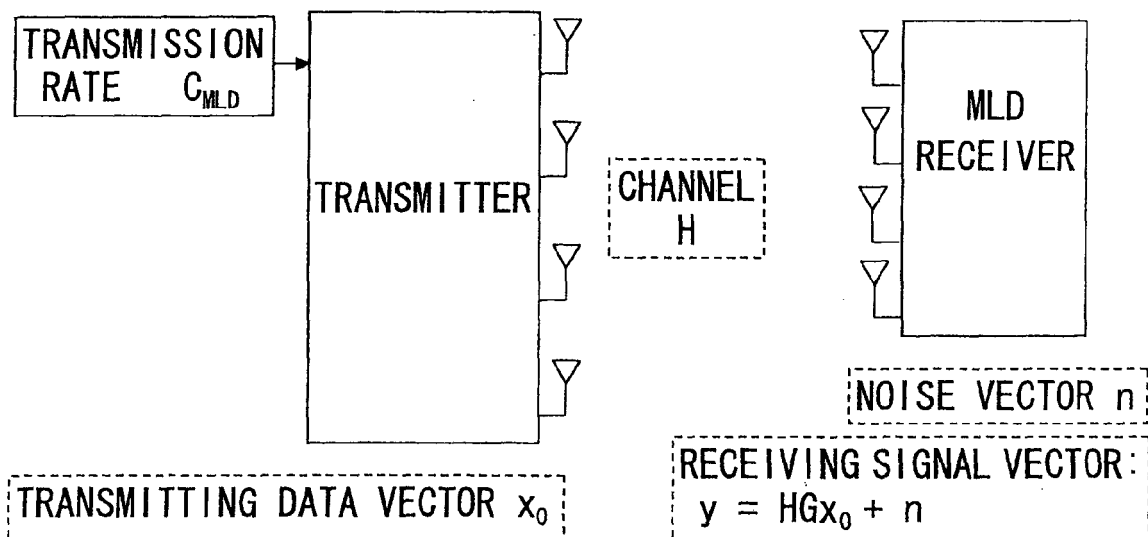 TRANSMISSION
RATE C_MLD
TRANSMITTER
CHANNEL
H
MLD
RECEIVER
NOISE VECTOR n
TRANSMITTING DATA VECTOR x₀
RECEIVING SIGNAL VECTOR:
y = HGx₀ + n